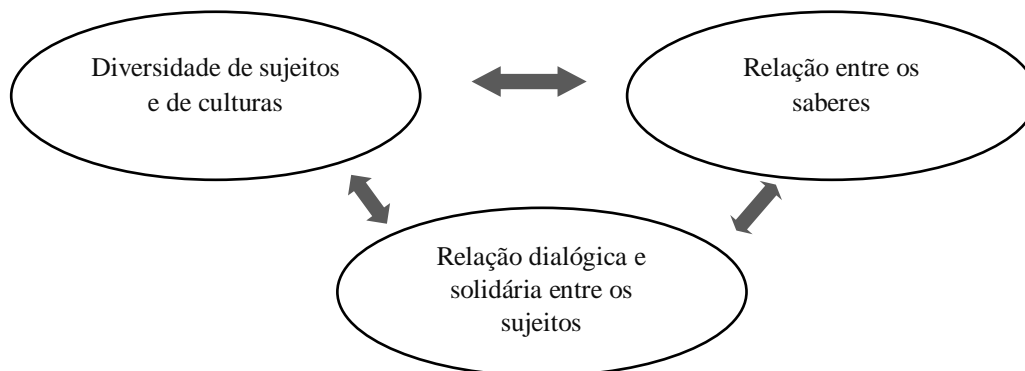 Diversidade de sujeitos
e de culturas
Relação entre os
saberes
Relação dialógica e
solidária entre os
sujeitos